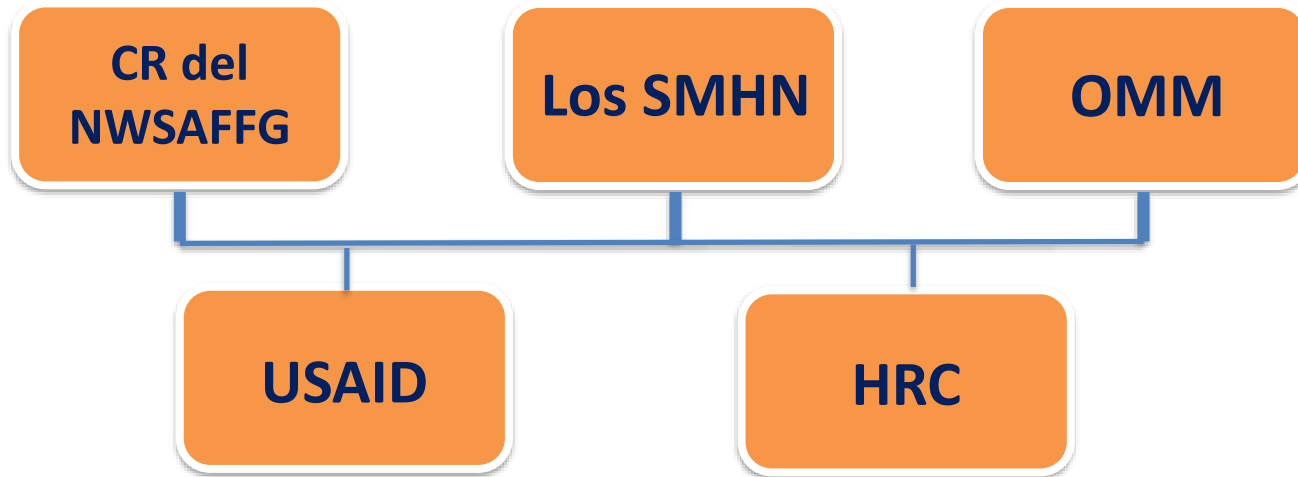 CR del
NWSAFFG
Los SMHN
OMM
USAID
HRC